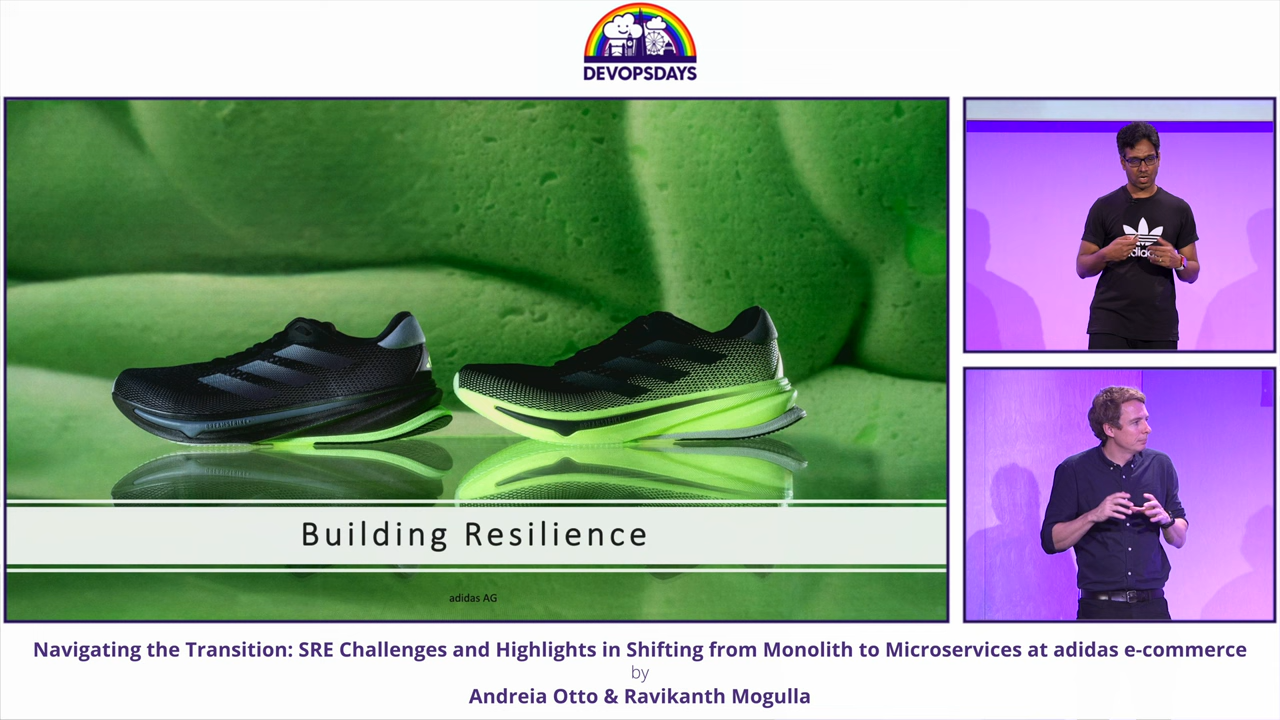 DEVOPSDAYS
adidas
Building Resilience
adidas AG
Navigating the Transition: SRE Challenges and Highlights in Shifting from Monolith to Microservices at adidas e-commerce
by
Andreia Otto & Ravikanth Mogulla